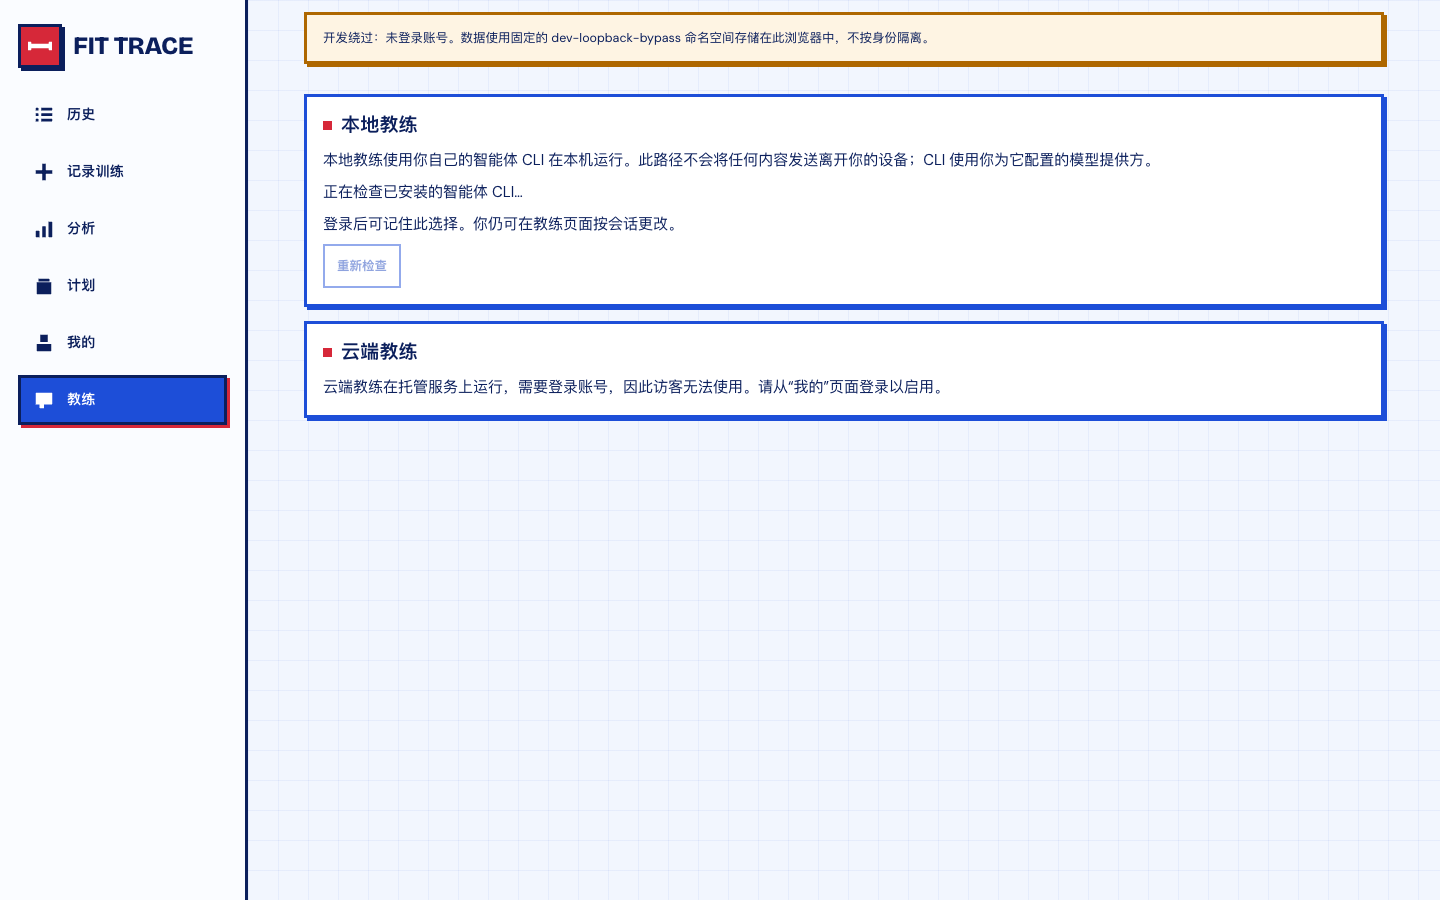 FIT TRACE
历史
记录训练
分析
计划
我的
教练
开发绕过：未登录账号。数据使用固定的 dev-loopback-bypass 命名空间存储在此浏览器中，不按身份隔离。
本地教练
本地教练使用你自己的智能体 CLI 在本机运行。此路径不会将任何内容发送离开你的设备；CLI 使用你为它配置的模型提供方。
正在检查已安装的智能体 CLI…
登录后可记住此选择。你仍可在教练页面按会话更改。
重新检查
云端教练
云端教练在托管服务上运行，需要登录账号，因此访客无法使用。请从“我的”页面登录以启用。